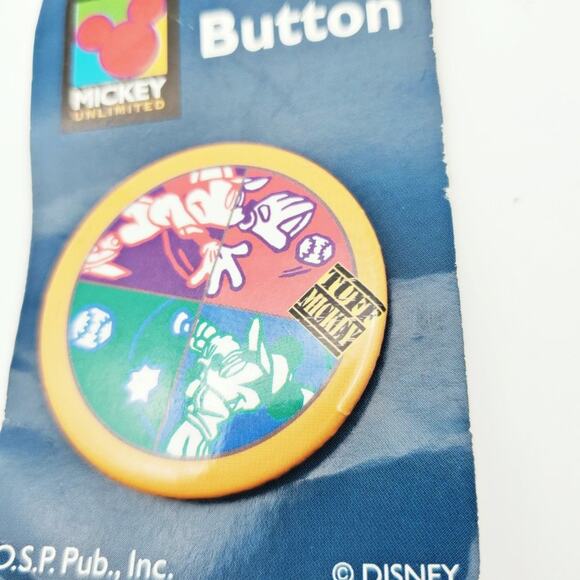 Button
MICKEY
UNLIMITED
TUFF
MICKEY
O.S.P. Pub., Inc.
© DISNEY